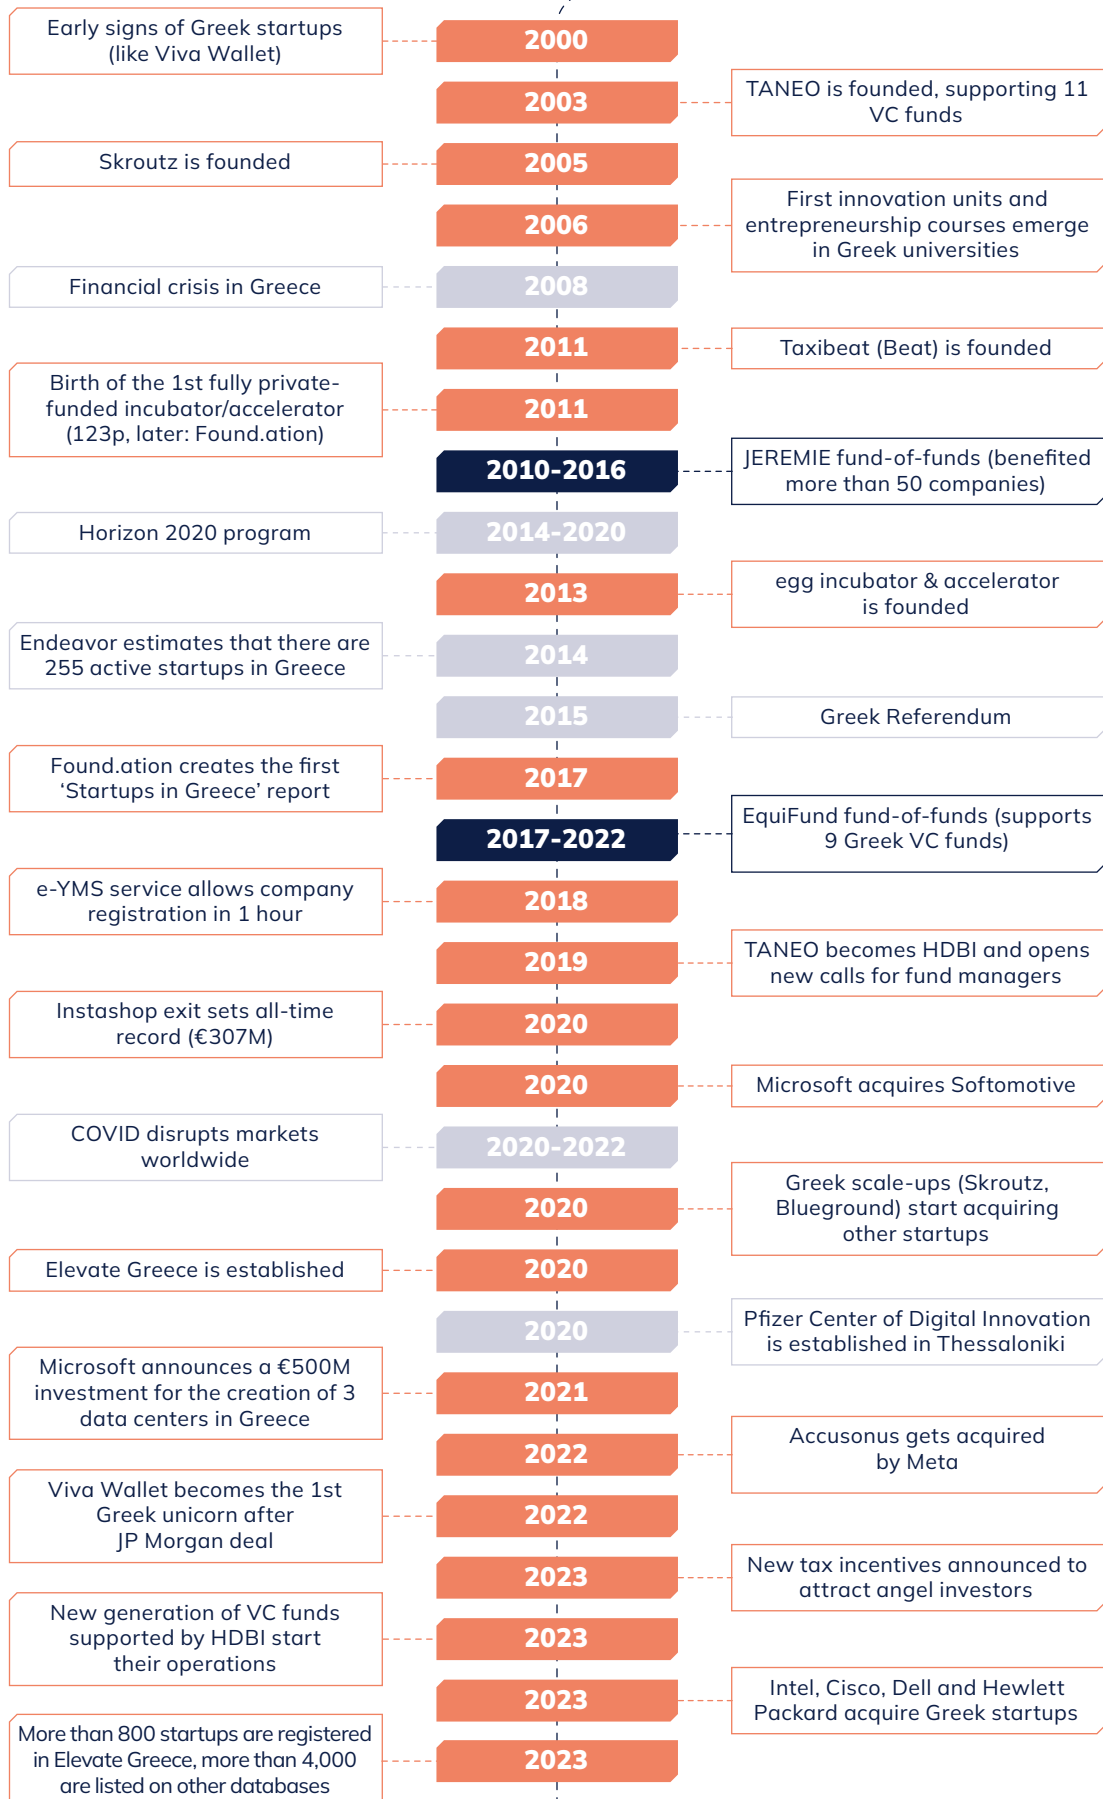 Early signs of Greek startups
(like Viva Wallet)
2000
2003
TANEO is founded, supporting 11
VC funds
Skroutz is founded
2005
2006
First innovation units and
entrepreneurship courses emerge
in Greek universities
Financial crisis in Greece
2008
2011
Taxibeat (Beat) is founded
Birth of the 1st fully private-
funded incubator/accelerator
(123p, later: Found.ation)
2011
2010-2016
JEREMIE fund-of-funds (benefited
more than 50 companies)
Horizon 2020 program
2014-2020
2013
egg incubator & accelerator
is founded
Endeavor estimates that there are
255 active startups in Greece
2014
2015
Greek Referendum
Found.ation creates the first
‘Startups in Greece’ report
2017
2017-2022
EquiFund fund-of-funds (supports
9 Greek VC funds)
e-YMS service allows company
registration in 1 hour
2018
2019
TANEO becomes HDBI and opens
new calls for fund managers
Instashop exit sets all-time
record (€307M)
2020
2020
Microsoft acquires Softomotive
COVID disrupts markets
worldwide
2020-2022
2020
Greek scale-ups (Skroutz,
Blueground) start acquiring
other startups
Elevate Greece is established
2020
2020
Pfizer Center of Digital Innovation
is established in Thessaloniki
Microsoft announces a €500M
investment for the creation of 3
data centers in Greece
2021
2022
Accusonus gets acquired
by Meta
Viva Wallet becomes the 1st
Greek unicorn after
JP Morgan deal
2022
2023
New tax incentives announced to
attract angel investors
New generation of VC funds
supported by HDBI start
their operations
2023
2023
Intel, Cisco, Dell and Hewlett
Packard acquire Greek startups
More than 800 startups are registered
in Elevate Greece, more than 4,000
are listed on other databases
2023